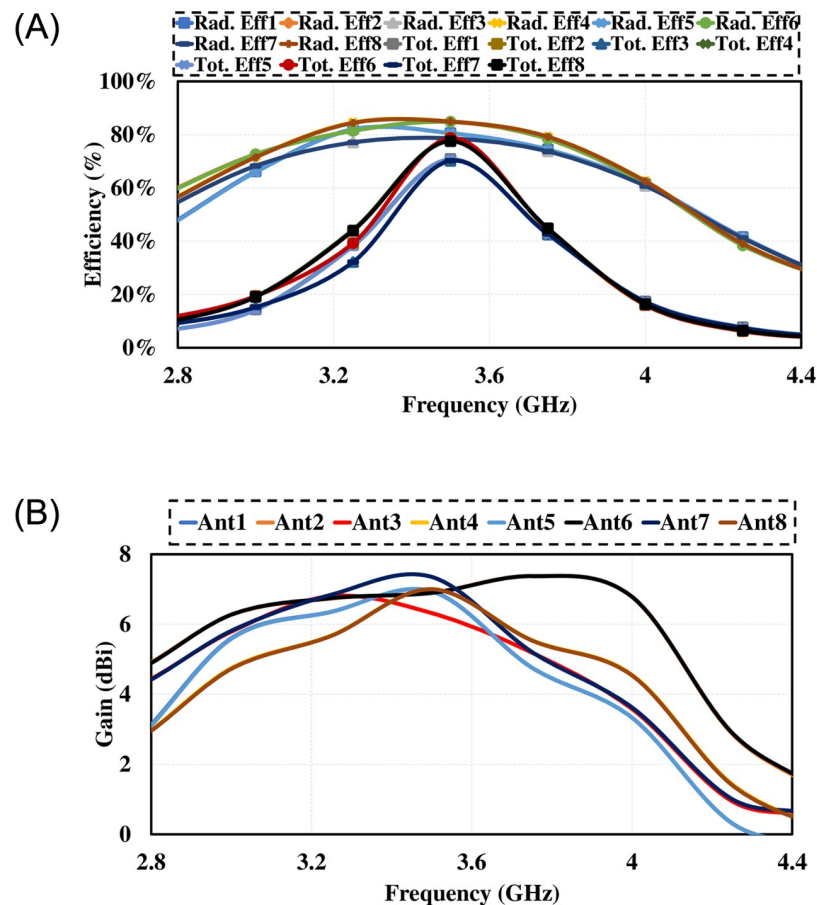 (A)
Rad. Eff1 Rad. Eff2 Rad. Eff3 Rad. Eff4 Rad. Eff5 Rad. Eff6
Rad. Eff7 Rad. Eff8 Tot. Eff1 Tot. Eff2 Tot. Eff3 Tot. Eff4
Tot. Eff5 Tot. Eff6 Tot. Eff7 Tot. Eff8
100%
80%
60%
40%
20%
0%
Efficiency (%)
2.8 3.2 3.6 4 4.4
Frequency (GHz)
(B)
Ant1 Ant2 Ant3 Ant4 Ant5 Ant6 Ant7 Ant8
8
6
4
2
0
Gain (dBi)
2.8 3.2 3.6 4 4.4
Frequency (GHz)